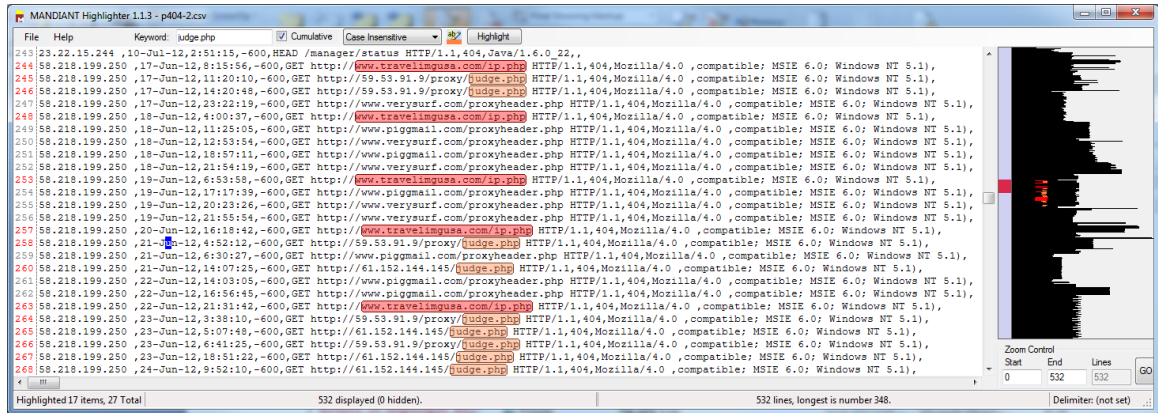 MANDIANT Highlighter 1.1.3 - p404-2.csv
File Help Keyword: judge.php Cumulative Case Insensitive Highlight
243 23.22.15.244 ,10-Jul-12,2:51:15,-600,HEAD /manager/status HTTP/1.1,404,Java/1.6.0_22,,
244 58.218.199.250 ,17-Jun-12,8:15:56,-600,GET http://www.travelimgusa.com/ip.php HTTP/1.1,404,Mozilla/4.0 ,compatible; MSIE 6.0; Windows NT 5.1),
245 58.218.199.250 ,17-Jun-12,11:20:10,-600,GET http://59.53.91.9/proxy/judge.php HTTP/1.1,404,Mozilla/4.0 ,compatible; MSIE 6.0; Windows NT 5.1),
246 58.218.199.250 ,17-Jun-12,14:20:48,-600,GET http://59.53.91.9/proxy/judge.php HTTP/1.1,404,Mozilla/4.0 ,compatible; MSIE 6.0; Windows NT 5.1),
247 58.218.199.250 ,17-Jun-12,23:22:19,-600,GET http://www.verysurf.com/proxyheader.php HTTP/1.1,404,Mozilla/4.0 ,compatible; MSIE 6.0; Windows NT 5.1),
248 58.218.199.250 ,18-Jun-12,4:00:37,-600,GET http://www.travelimgusa.com/ip.php HTTP/1.1,404,Mozilla/4.0 ,compatible; MSIE 6.0; Windows NT 5.1),
249 58.218.199.250 ,18-Jun-12,11:25:05,-600,GET http://www.piggmail.com/proxyheader.php HTTP/1.1,404,Mozilla/4.0 ,compatible; MSIE 6.0; Windows NT 5.1),
250 58.218.199.250 ,18-Jun-12,12:53:54,-600,GET http://www.verysurf.com/proxyheader.php HTTP/1.1,404,Mozilla/4.0 ,compatible; MSIE 6.0; Windows NT 5.1),
251 58.218.199.250 ,18-Jun-12,18:57:11,-600,GET http://www.piggmail.com/proxyheader.php HTTP/1.1,404,Mozilla/4.0 ,compatible; MSIE 6.0; Windows NT 5.1),
252 58.218.199.250 ,18-Jun-12,21:54:19,-600,GET http://www.verysurf.com/proxyheader.php HTTP/1.1,404,Mozilla/4.0 ,compatible; MSIE 6.0; Windows NT 5.1),
253 58.218.199.250 ,19-Jun-12,6:53:58,-600,GET http://www.travelimgusa.com/ip.php HTTP/1.1,404,Mozilla/4.0 ,compatible; MSIE 6.0; Windows NT 5.1),
254 58.218.199.250 ,19-Jun-12,17:17:39,-600,GET http://www.piggmail.com/proxyheader.php HTTP/1.1,404,Mozilla/4.0 ,compatible; MSIE 6.0; Windows NT 5.1),
255 58.218.199.250 ,19-Jun-12,20:23:26,-600,GET http://www.verysurf.com/proxyheader.php HTTP/1.1,404,Mozilla/4.0 ,compatible; MSIE 6.0; Windows NT 5.1),
256 58.218.199.250 ,19-Jun-12,21:55:54,-600,GET http://www.verysurf.com/proxyheader.php HTTP/1.1,404,Mozilla/4.0 ,compatible; MSIE 6.0; Windows NT 5.1),
257 58.218.199.250 ,20-Jun-12,16:18:42,-600,GET http://www.travelimgusa.com/ip.php HTTP/1.1,404,Mozilla/4.0 ,compatible; MSIE 6.0; Windows NT 5.1),
258 58.218.199.250 ,21-Jun-12,4:52:12,-600,GET http://59.53.91.9/proxy/judge.php HTTP/1.1,404,Mozilla/4.0 ,compatible; MSIE 6.0; Windows NT 5.1),
259 58.218.199.250 ,21-Jun-12,6:30:27,-600,GET http://www.piggmail.com/proxyheader.php HTTP/1.1,404,Mozilla/4.0 ,compatible; MSIE 6.0; Windows NT 5.1),
260 58.218.199.250 ,21-Jun-12,14:07:25,-600,GET http://61.152.144.145/judge.php HTTP/1.1,404,Mozilla/4.0 ,compatible; MSIE 6.0; Windows NT 5.1),
261 58.218.199.250 ,22-Jun-12,14:03:05,-600,GET http://www.piggmail.com/proxyheader.php HTTP/1.1,404,Mozilla/4.0 ,compatible; MSIE 6.0; Windows NT 5.1),
262 58.218.199.250 ,22-Jun-12,16:56:45,-600,GET http://www.piggmail.com/proxyheader.php HTTP/1.1,404,Mozilla/4.0 ,compatible; MSIE 6.0; Windows NT 5.1),
263 58.218.199.250 ,22-Jun-12,21:31:42,-600,GET http://www.travelimgusa.com/ip.php HTTP/1.1,404,Mozilla/4.0 ,compatible; MSIE 6.0; Windows NT 5.1),
264 58.218.199.250 ,23-Jun-12,3:38:10,-600,GET http://59.53.91.9/proxy/judge.php HTTP/1.1,404,Mozilla/4.0 ,compatible; MSIE 6.0; Windows NT 5.1),
265 58.218.199.250 ,23-Jun-12,5:07:48,-600,GET http://61.152.144.145/judge.php HTTP/1.1,404,Mozilla/4.0 ,compatible; MSIE 6.0; Windows NT 5.1),
266 58.218.199.250 ,23-Jun-12,6:41:25,-600,GET http://59.53.91.9/proxy/judge.php HTTP/1.1,404,Mozilla/4.0 ,compatible; MSIE 6.0; Windows NT 5.1),
267 58.218.199.250 ,23-Jun-12,18:51:22,-600,GET http://61.152.144.145/judge.php HTTP/1.1,404,Mozilla/4.0 ,compatible; MSIE 6.0; Windows NT 5.1),
268 58.218.199.250 ,24-Jun-12,9:52:10,-600,GET http://61.152.144.145/judge.php HTTP/1.1,404,Mozilla/4.0 ,compatible; MSIE 6.0; Windows NT 5.1),
Zoom Control
Start End Lines
0 532 532 GO
Highlighted 17 items, 27 Total 532 displayed (0 hidden). 532 lines, longest is number 348. Delimiter: (not set)